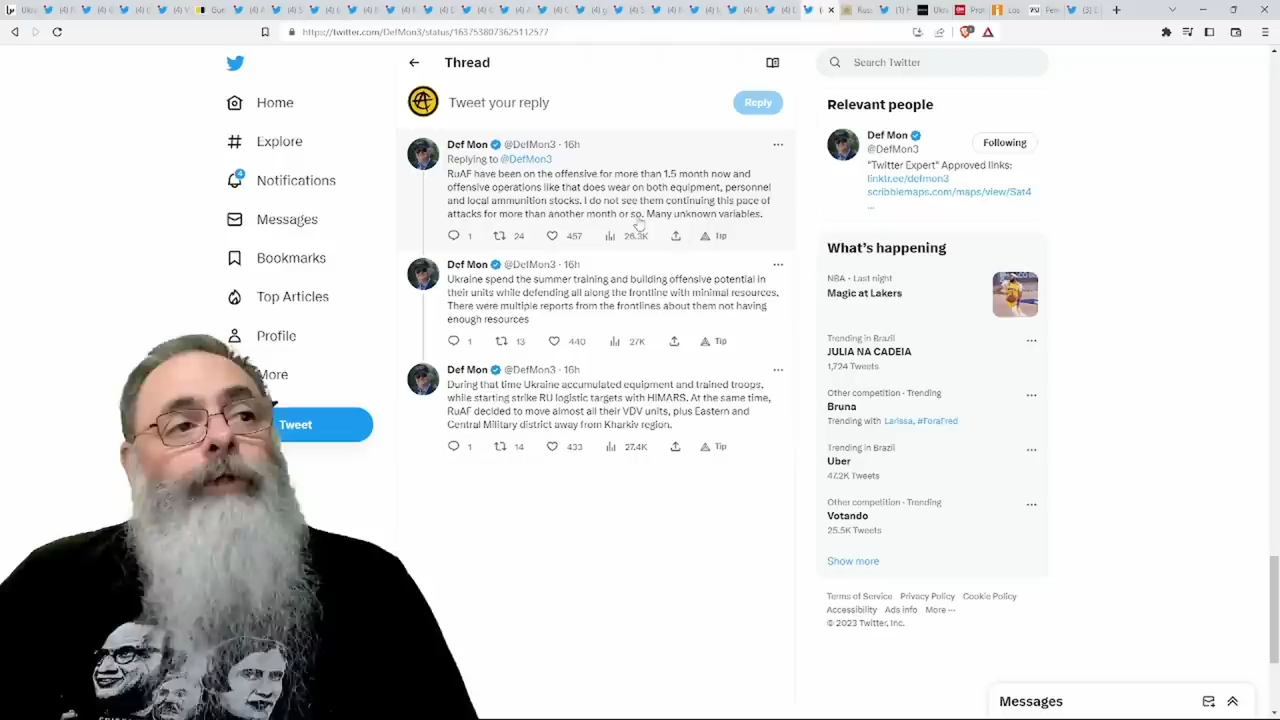 https://twitter.com/DefMon3/status/1637538073625112577
Home
Explore
4
Notifications
Messages
Bookmarks
Top Articles
Profile
More
Tweet
Thread
Tweet your reply
Reply
Def Mon @DefMon3 · 16h
Replying to @DefMon3
RuAF have been on the offensive for more than 1.5 month now and
offensive operations like that does wear on both equipment, personnel
and local ammunition stocks. I do not see them continuing this pace of
attacks for more than another month or so. Many unknown variables.
1 24 457 26.3K Tip
Def Mon @DefMon3 · 16h
Ukraine spend the summer training and building offensive potential in
their units while defending all along the frontline with minimal resources.
There were multiple reports from the frontlines about them not having
enough resources
1 13 440 27K Tip
Def Mon @DefMon3 · 16h
During that time Ukraine accumulated equipment and trained troops,
while starting strike RU logistic targets with HIMARS. At the same time,
RuAF decided to move almost all their VDV units, plus Eastern and
Central Military district away from Kharkiv region.
1 14 433 27.4K Tip
Search Twitter
Relevant people
Def Mon
@DefMon3
Following
"Twitter Expert" Approved links:
linktr.ee/defmon3
scribblemaps.com/maps/view/Sat4
...
What's happening
NBA · Last night
Magic at Lakers
Trending in Brazil
JULIA NA CADEIA
1,724 Tweets
Other competition · Trending
Bruna
Trending with Larissa, #ForaFred
Trending in Brazil
Uber
47.2K Tweets
Other competition · Trending
Votando
25.5K Tweets
Show more
Terms of Service Privacy Policy Cookie Policy
Accessibility Ads info More ...
© 2023 Twitter, Inc.
Messages